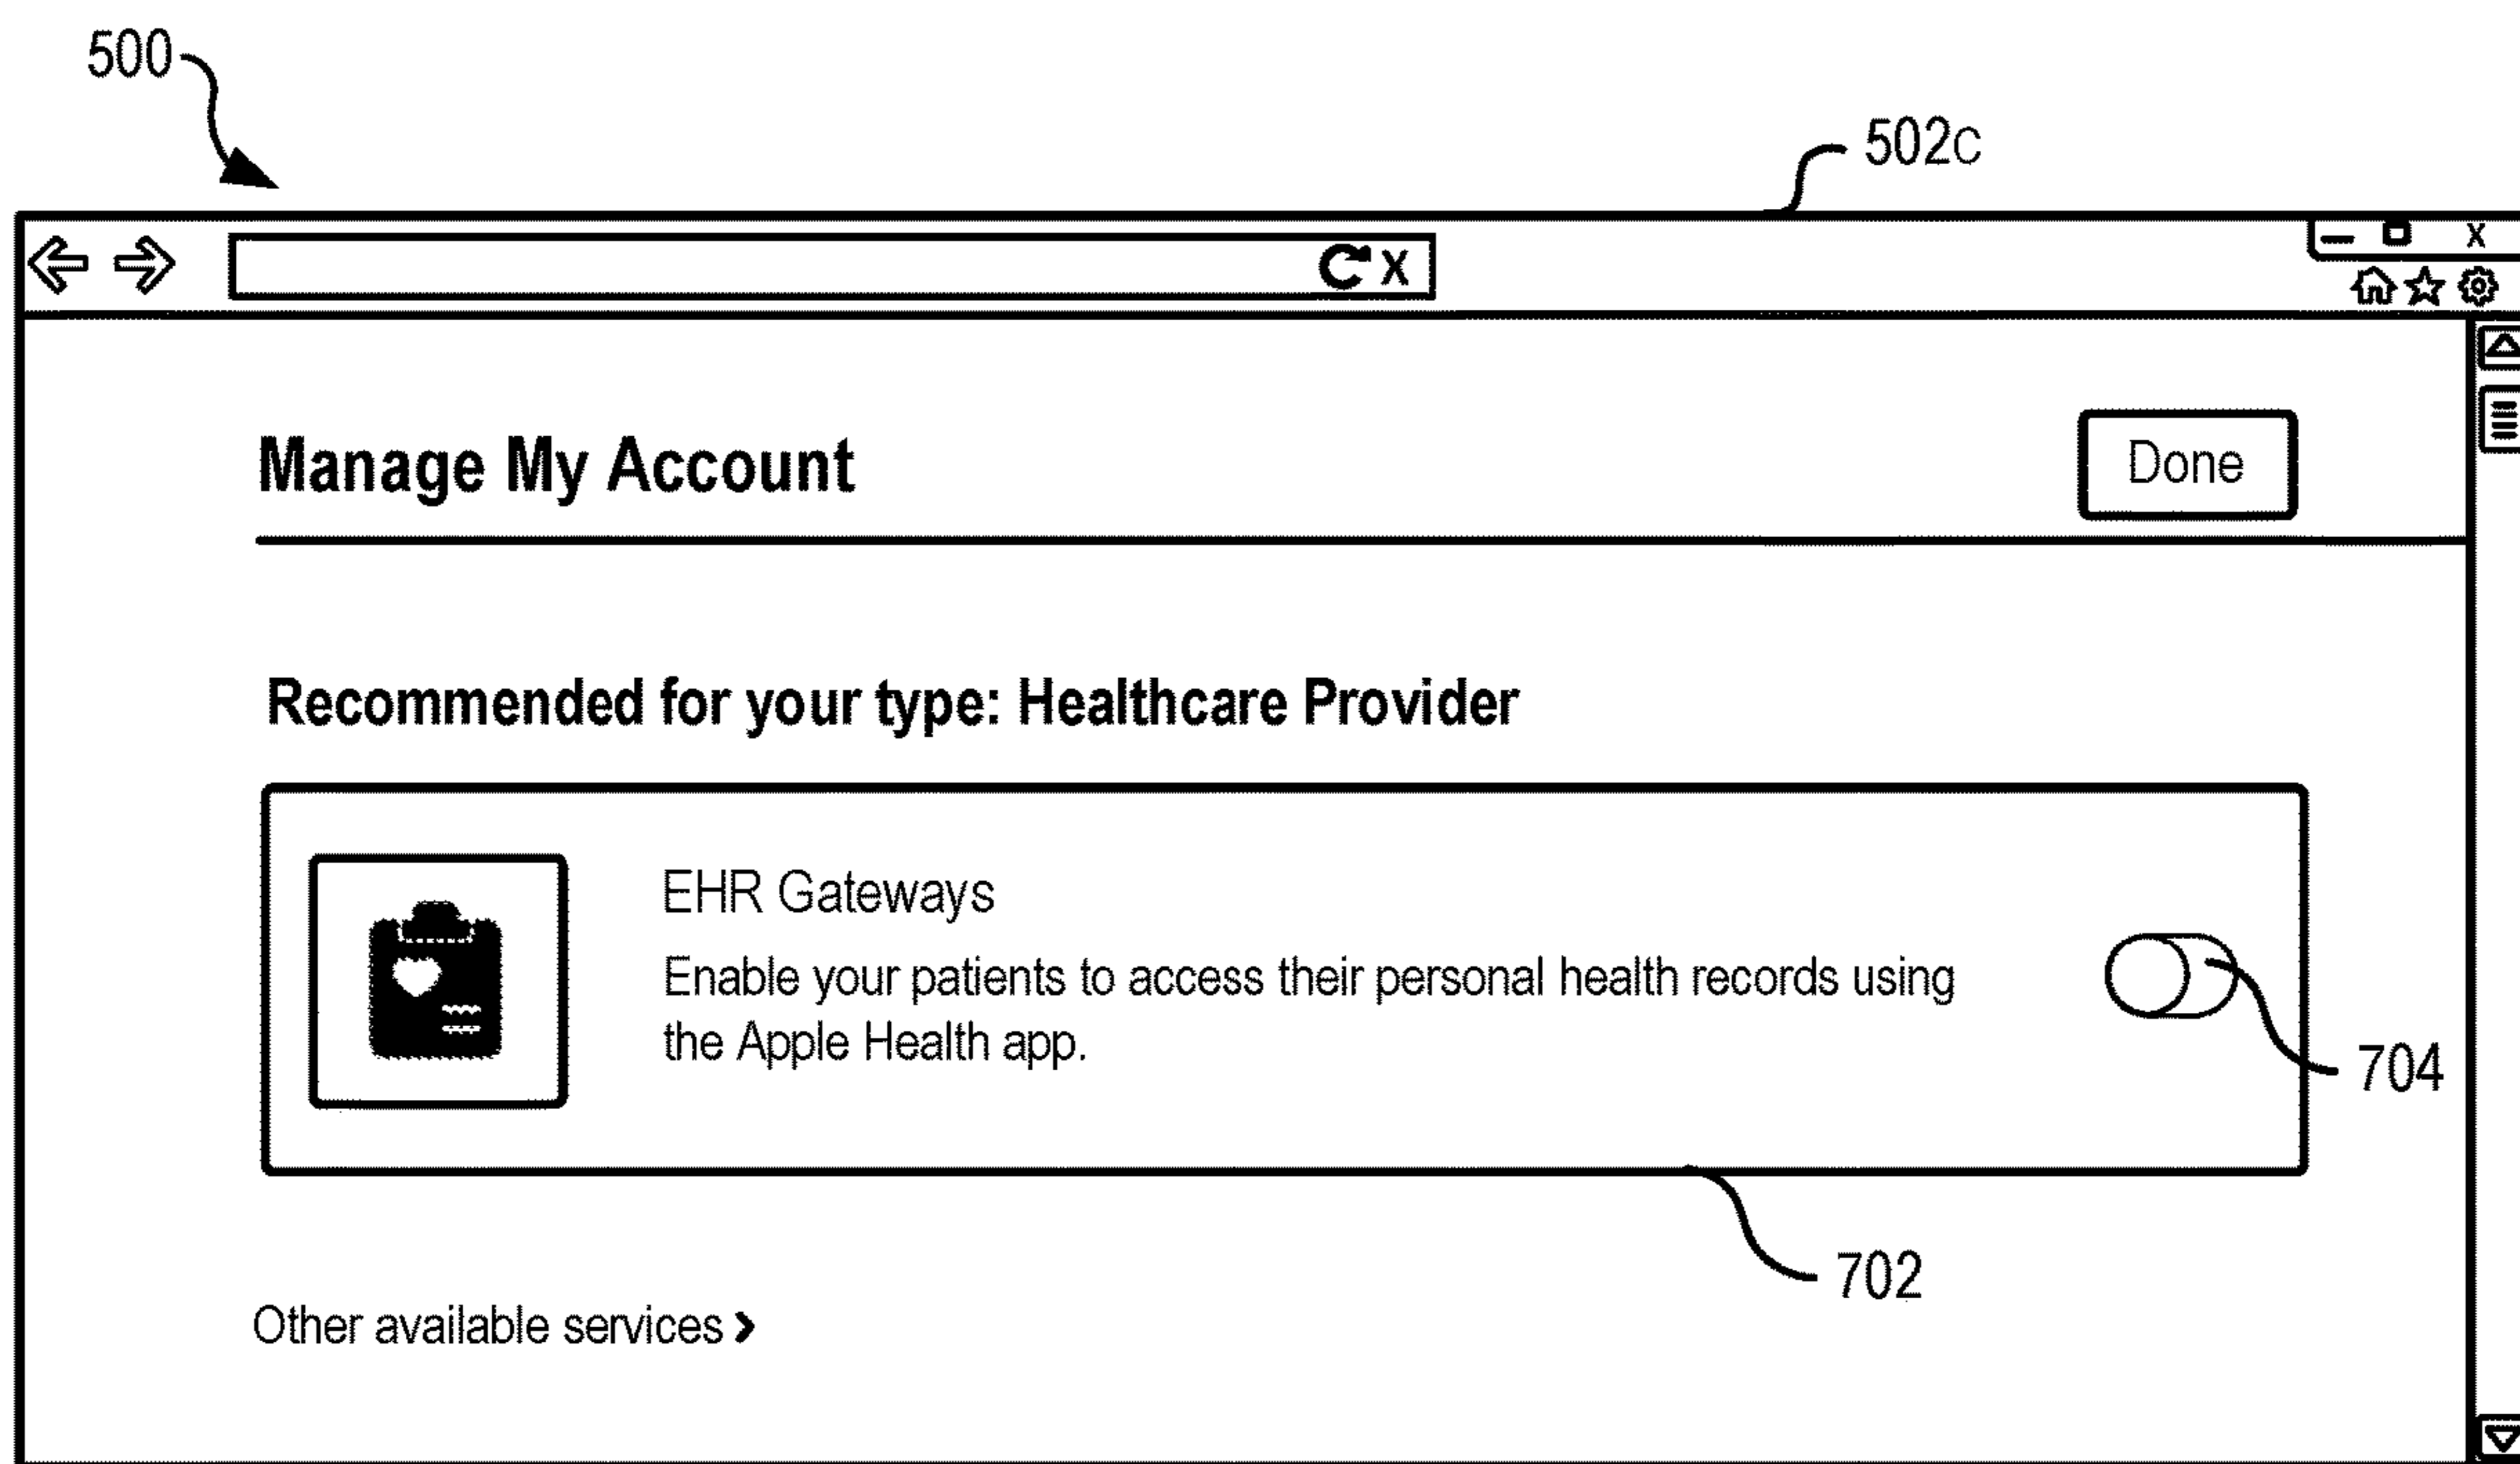 500
502c
X
X
Manage My Account
Done
Recommended for your type: Healthcare Provider
EHR Gateways
Enable your patients to access their personal health records using
the Apple Health app.
704
702
Other available services >